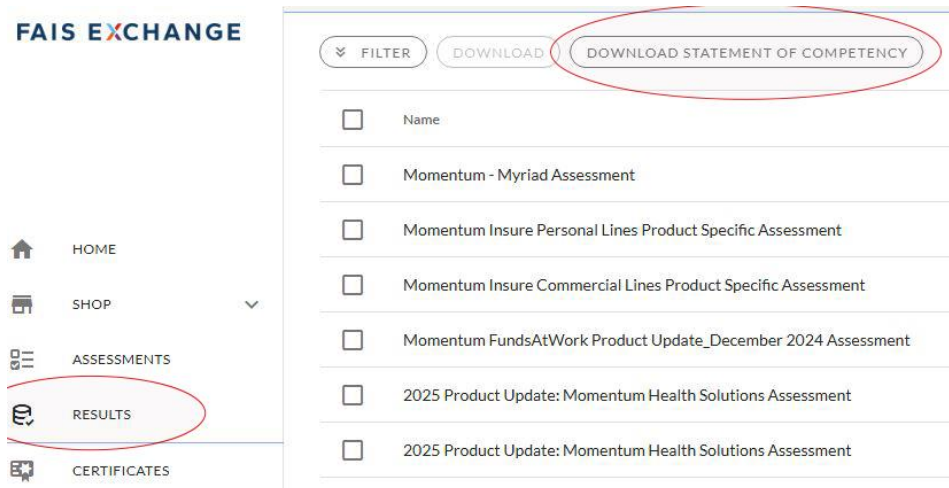 FAIS EXCHANGE
FILTER
DOWNLOAD
DOWNLOAD STATEMENT OF COMPETENCY
Name
Momentum - Myriad Assessment
Momentum Insure Personal Lines Product Specific Assessment
HOME
Momentum Insure Commercial Lines Product Specific Assessment
SHOP
Momentum FundsAtWork Product Update_December 2024 Assessment
ASSESSMENTS
2025 Product Update: Momentum Health Solutions Assessment
RESULTS
2025 Product Update: Momentum Health Solutions Assessment
CERTIFICATES